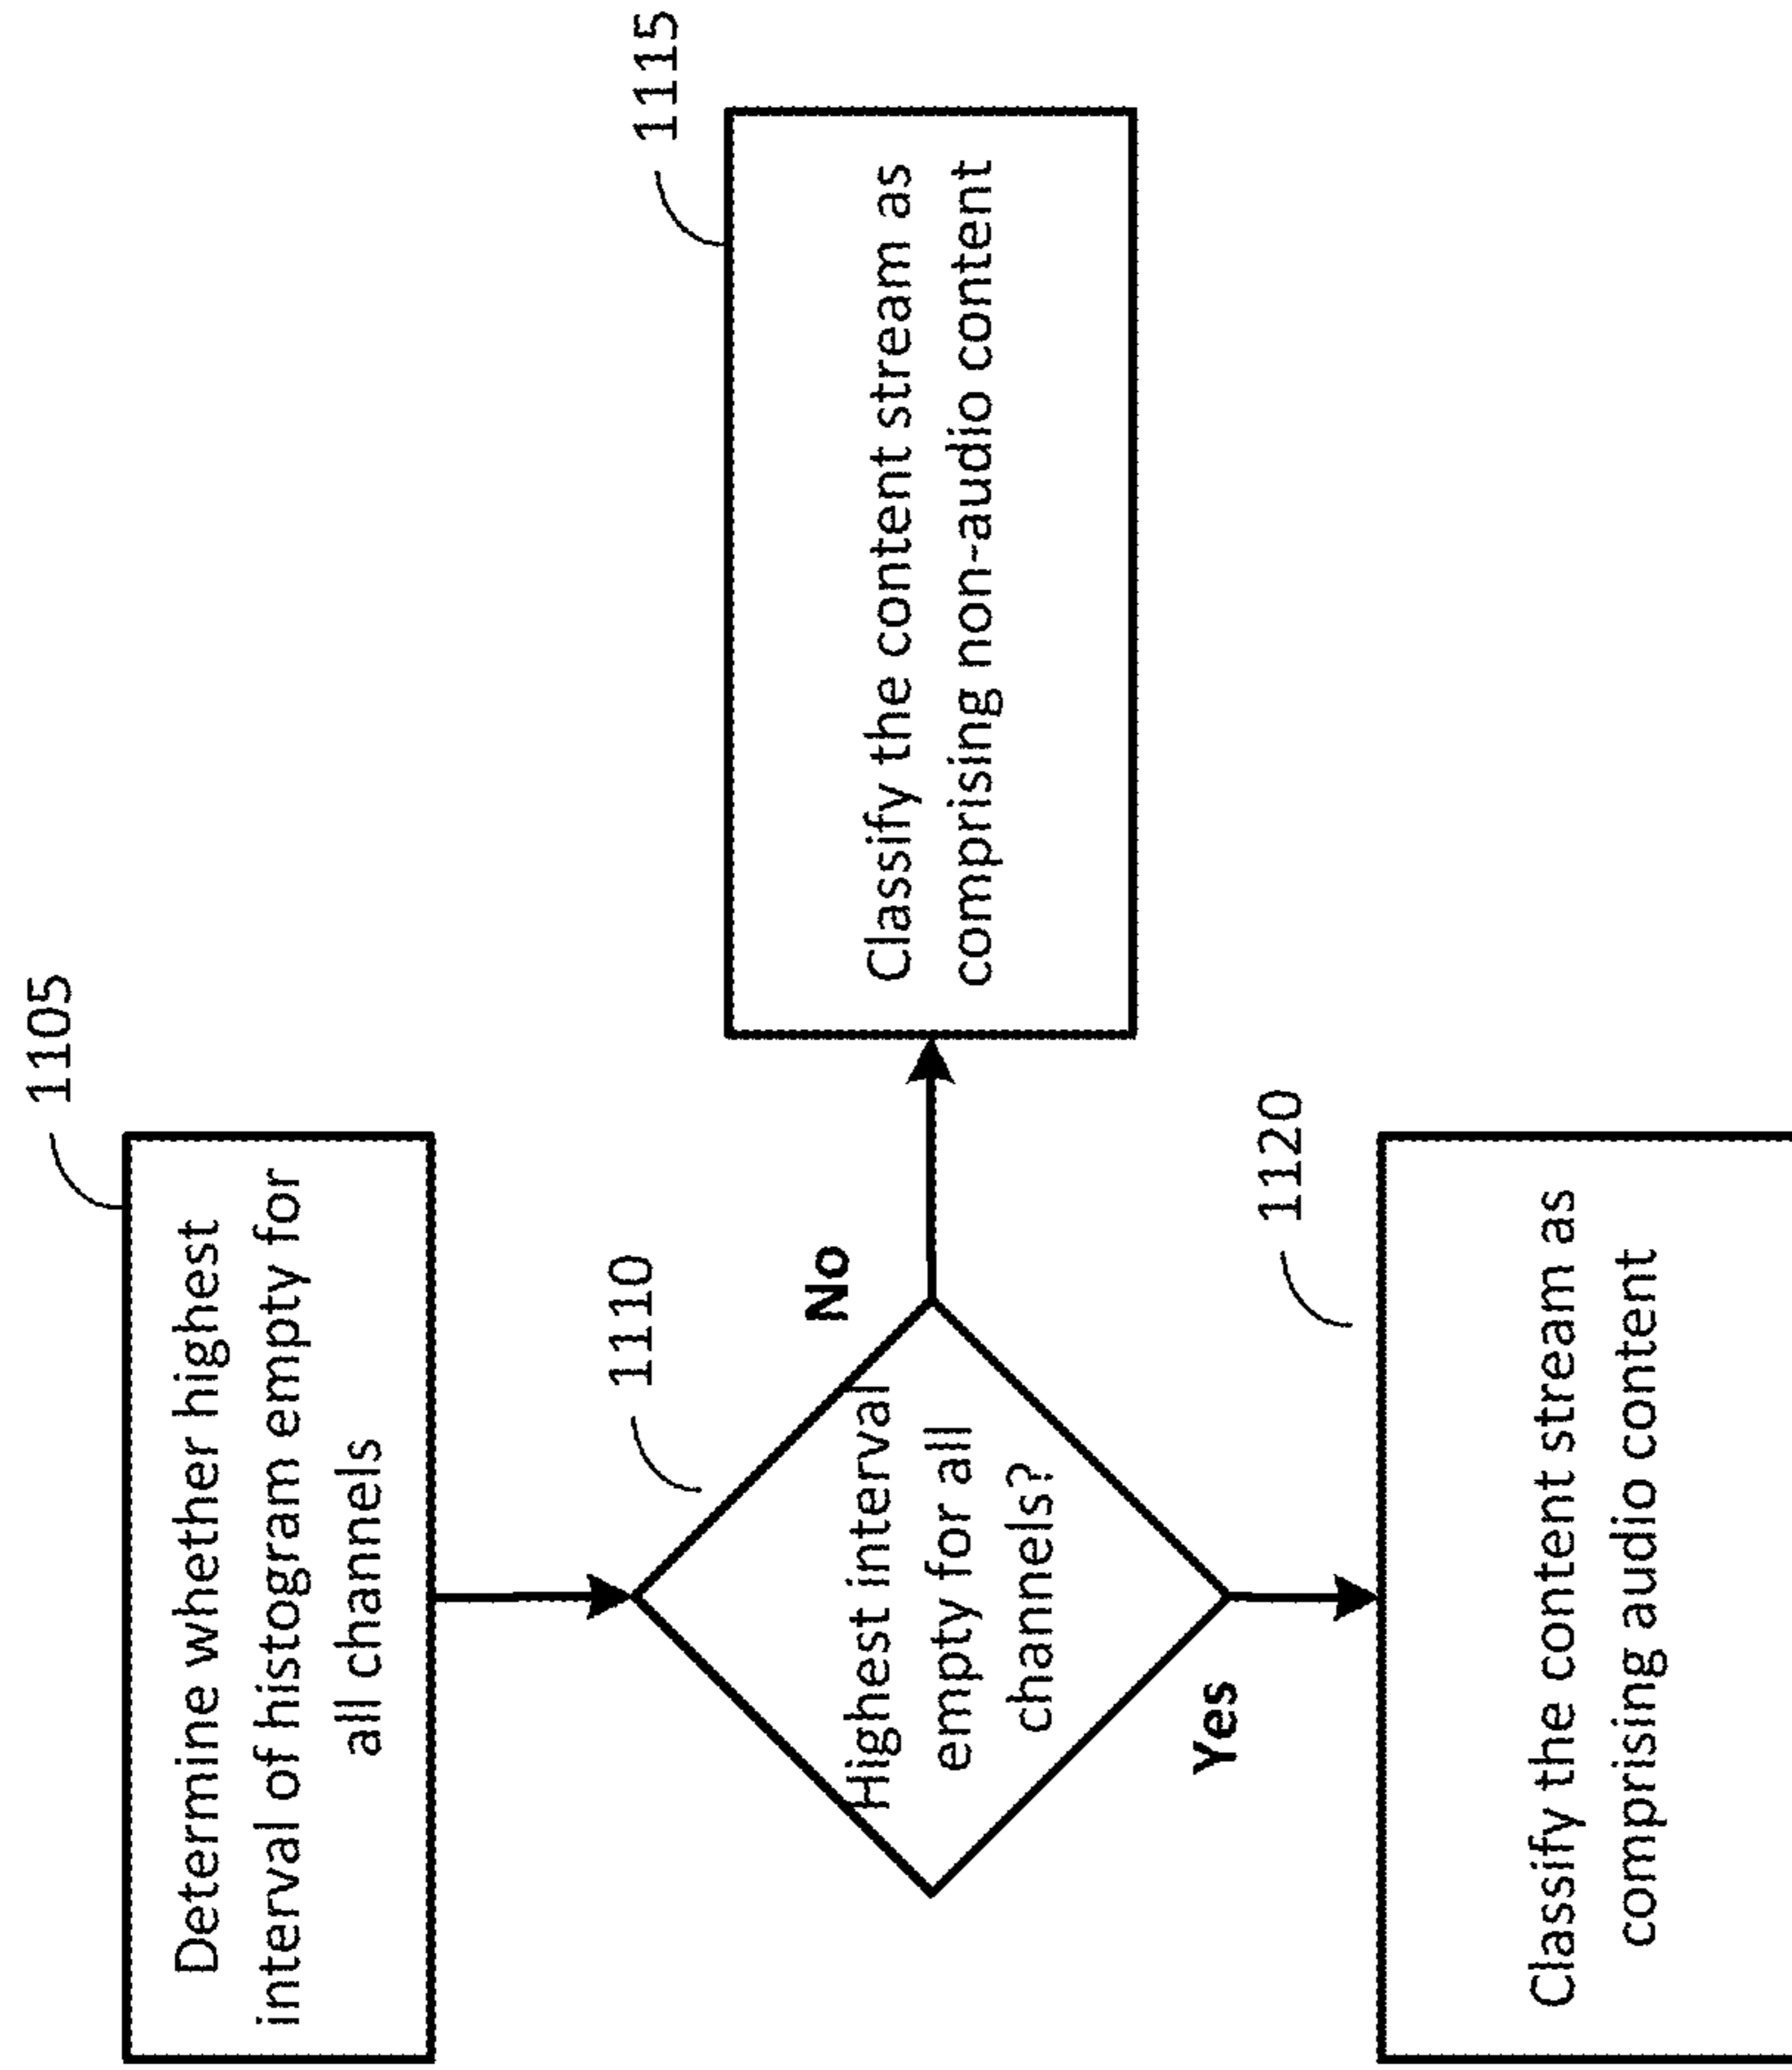 1105
Determine whether highest
interval of histogram empty for
all channels
1110
Highest interval
empty for all
channels?
No
1115
Classify the content stream as
comprising non-audio content
Yes
1120
Classify the content stream as
comprising audio content